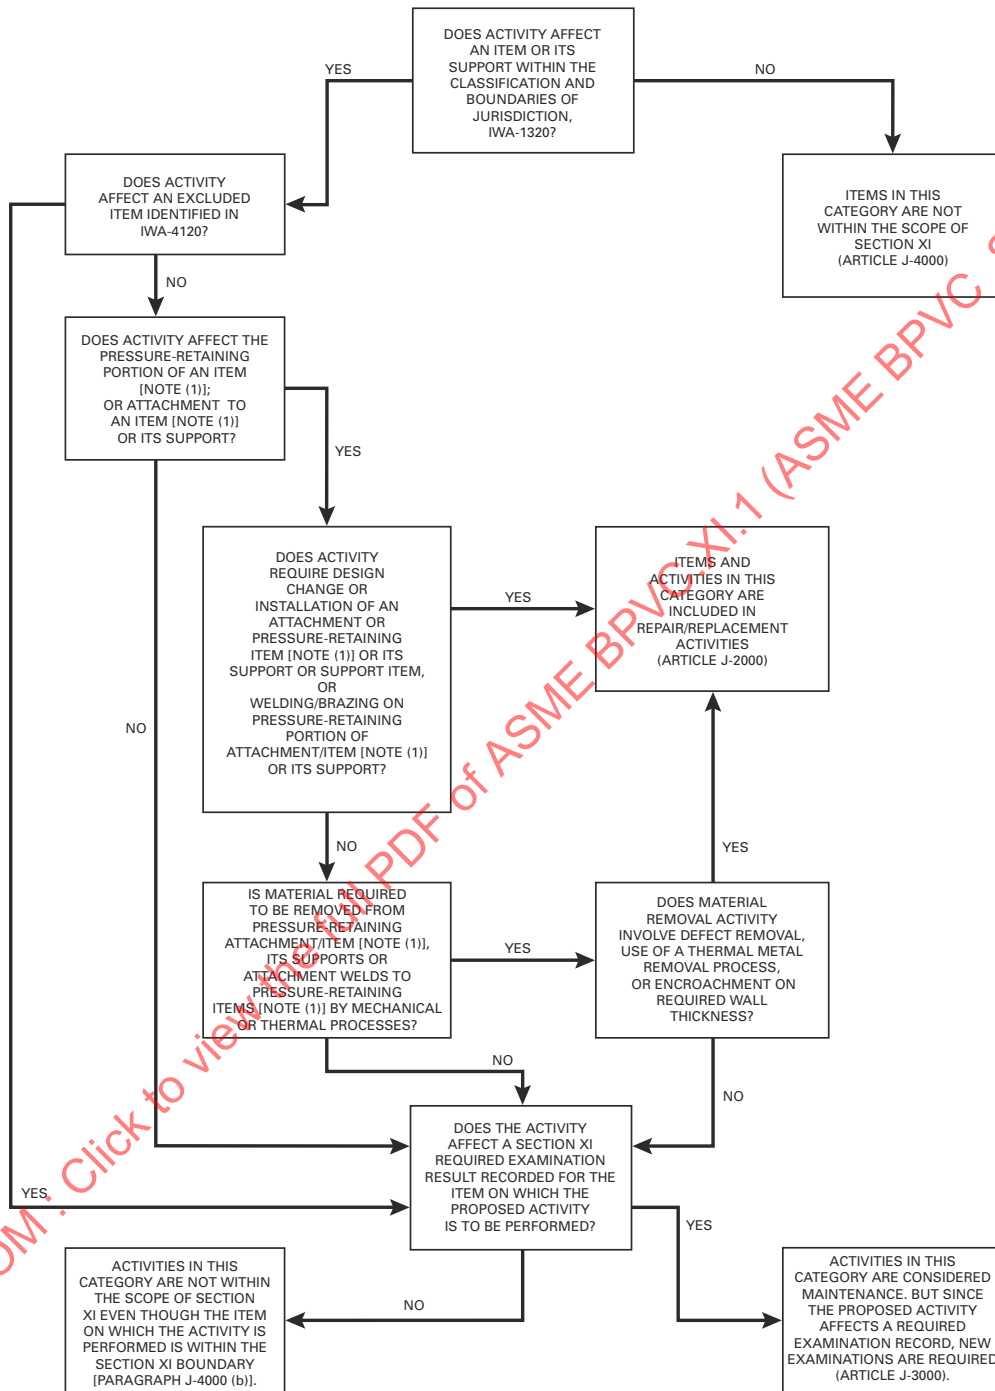 DOES ACTIVITY AFFECT
AN ITEM OR ITS
SUPPORT WITHIN THE
CLASSIFICATION AND
BOUNDARIES OF
JURISDICTION,
IWA-1320?
YES
NO
DOES ACTIVITY
AFFECT AN EXCLUDED
ITEM IDENTIFIED IN
IWA-4120?
ITEMS IN THIS
CATEGORY ARE NOT
WITHIN THE SCOPE OF
SECTION XI
(ARTICLE J-4000)
NO
DOES ACTIVITY AFFECT THE
PRESSURE-RETAINING
PORTION OF AN ITEM
[NOTE (1)];
OR ATTACHMENT TO
AN ITEM [NOTE (1)]
OR ITS SUPPORT?
YES
DOES ACTIVITY
REQUIRE DESIGN
CHANGE OR
INSTALLATION OF AN
ATTACHMENT OR
PRESSURE-RETAINING
ITEM [NOTE (1)] OR ITS
SUPPORT OR SUPPORT ITEM,
OR
WELDING/BRAZING ON
PRESSURE-RETAINING
PORTION OF
ATTACHMENT/ITEM [NOTE (1)]
OR ITS SUPPORT?
YES
ITEMS AND
ACTIVITIES IN THIS
CATEGORY ARE
INCLUDED IN
REPAIR/REPLACEMENT
ACTIVITIES
(ARTICLE J-2000)
NO
NO
YES
IS MATERIAL REQUIRED
TO BE REMOVED FROM
PRESSURE-RETAINING
ATTACHMENT/ITEM [NOTE (1)],
ITS SUPPORTS OR
ATTACHMENT WELDS TO
PRESSURE-RETAINING
ITEMS [NOTE (1)] BY MECHANICAL
OR THERMAL PROCESSES?
YES
DOES MATERIAL
REMOVAL ACTIVITY
INVOLVE DEFECT REMOVAL,
USE OF A THERMAL METAL
REMOVAL PROCESS,
OR ENCROACHMENT ON
REQUIRED WALL
THICKNESS?
NO
NO
DOES THE ACTIVITY
AFFECT A SECTION XI
REQUIRED EXAMINATION
RESULT RECORDED FOR THE
ITEM ON WHICH THE
PROPOSED ACTIVITY
IS TO BE PERFORMED?
YES
YES
NO
ACTIVITIES IN THIS
CATEGORY ARE NOT WITHIN
THE SCOPE OF SECTION
XI EVEN THOUGH THE ITEM
ON WHICH THE ACTIVITY IS
PERFORMED IS WITHIN THE
SECTION XI BOUNDARY
[PARAGRAPH J-4000 (b)].
ACTIVITIES IN THIS
CATEGORY ARE CONSIDERED
MAINTENANCE. BUT SINCE
THE PROPOSED ACTIVITY
AFFECTS A REQUIRED
EXAMINATION RECORD, NEW
EXAMINATIONS ARE REQUIRED
(ARTICLE J-3000).
OM : Click to view the full PDF of ASME BPVC.XI.1 (ASME BPVC